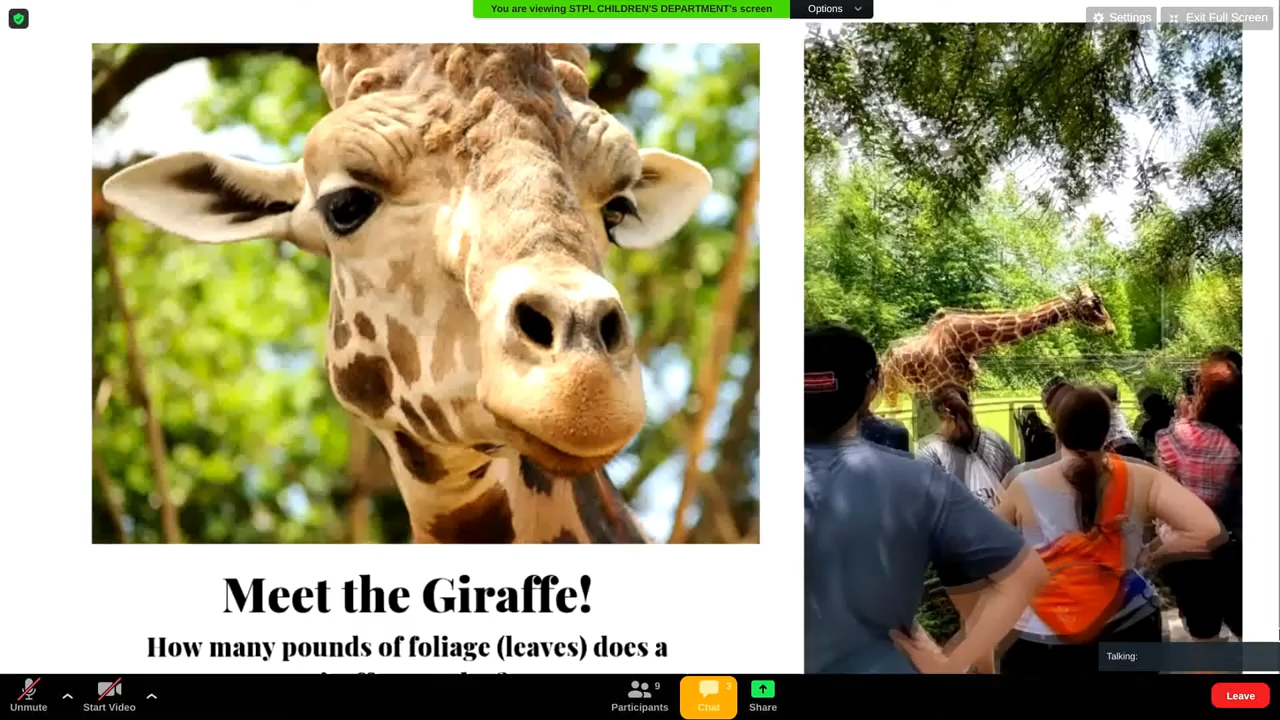 You are viewing STPL CHILDREN'S DEPARTMENT's screen
Options
Settings
Exit Full Screen
Meet the Giraffe!
How many pounds of foliage (leaves) does a
Talking:
Unmute
Start Video
Participants
9
Chat
3
Share
Leave